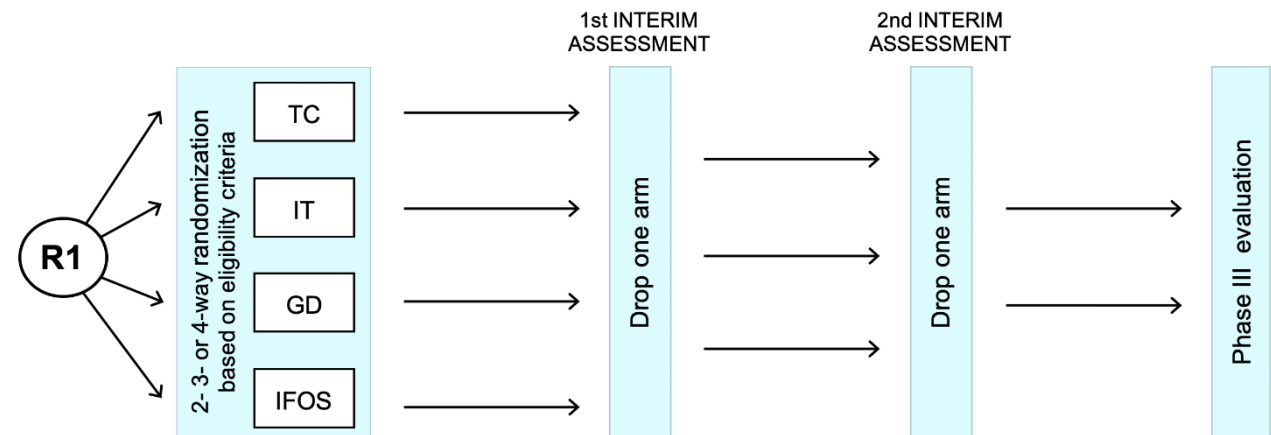 1st INTERIM
ASSESSMENT
2nd INTERIM
ASSESSMENT
R1
2- 3- or 4-way randomization
based on eligibility criteria
TC
IT
GD
IFOS
Drop one arm
Drop one arm
Phase III evaluation